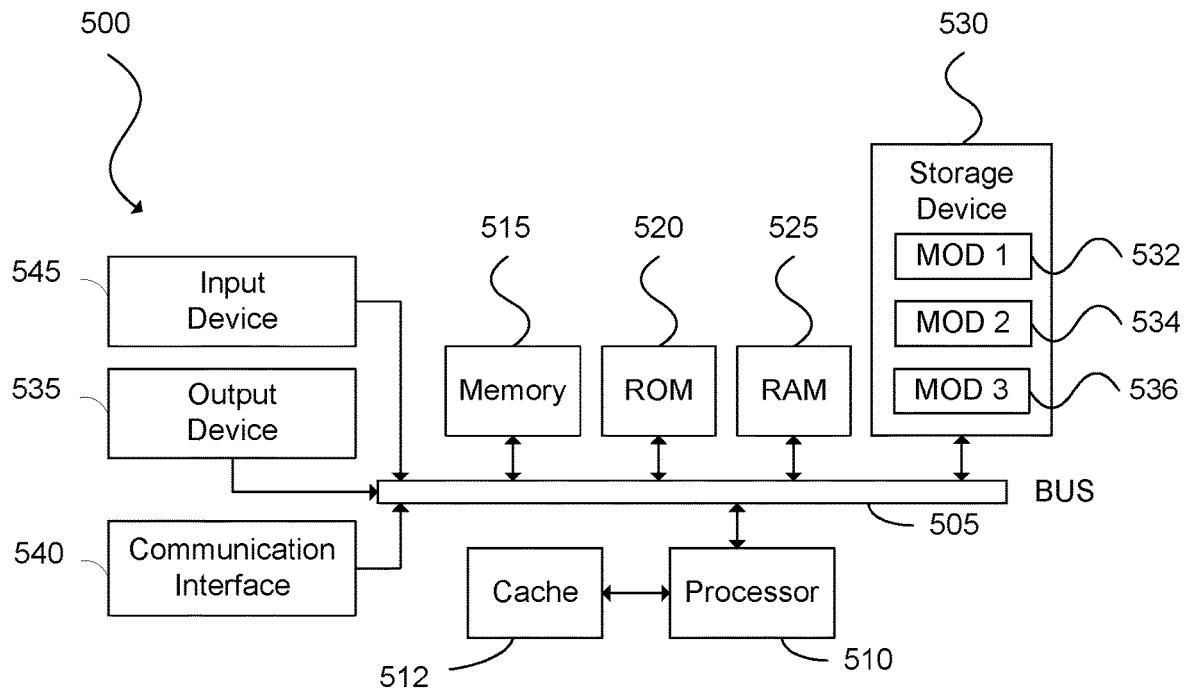 500
530
Storage
Device
MOD 1
532
MOD 2
534
MOD 3
536
515
520
525
545
Input
Device
535
Output
Device
Memory
ROM
RAM
BUS
505
540
Communication
Interface
Cache
Processor
512
510